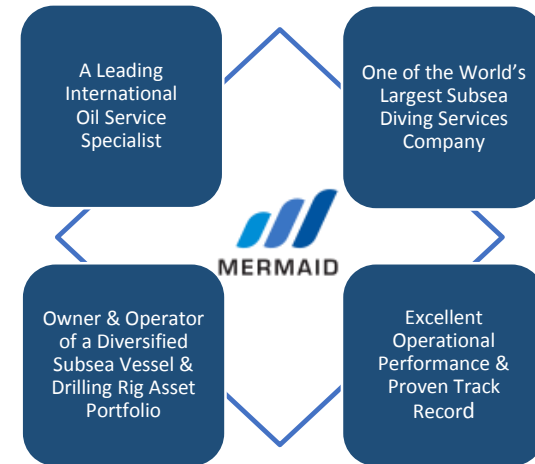 A Leading
International
Oil Service
Specialist
One of the World's
Largest Subsea
Diving Services
Company
MERMAID
Owner & Operator
of a Diversified
Subsea Vessel &
Drilling Rig Asset
Portfolio
Excellent
Operational
Performance &
Proven Track
Record